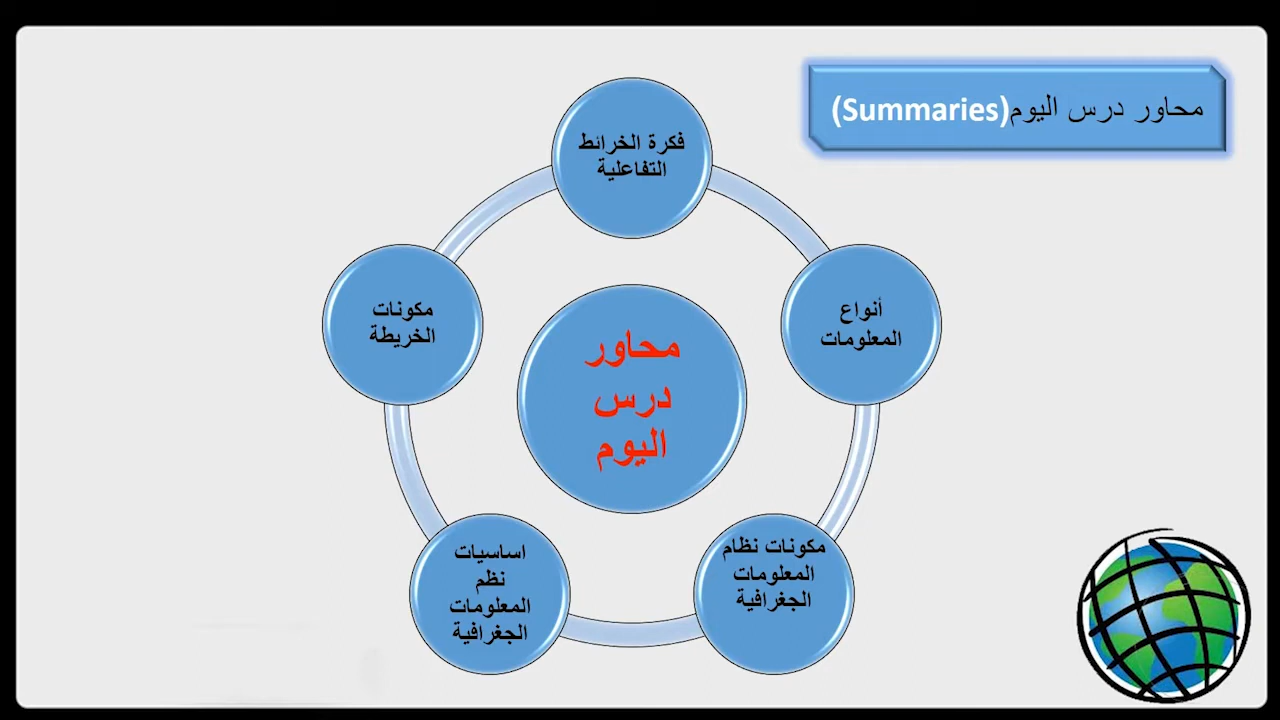 محاور درس اليوم(Summaries)
فكرة الخرائط
التفاعلية
أنواع
المعلومات
مكونات
الخريطة
محاور
درس
اليوم
مكونات نظام
المعلومات
الجغرافية
اساسيات
نظم
المعلومات
الجغرافية